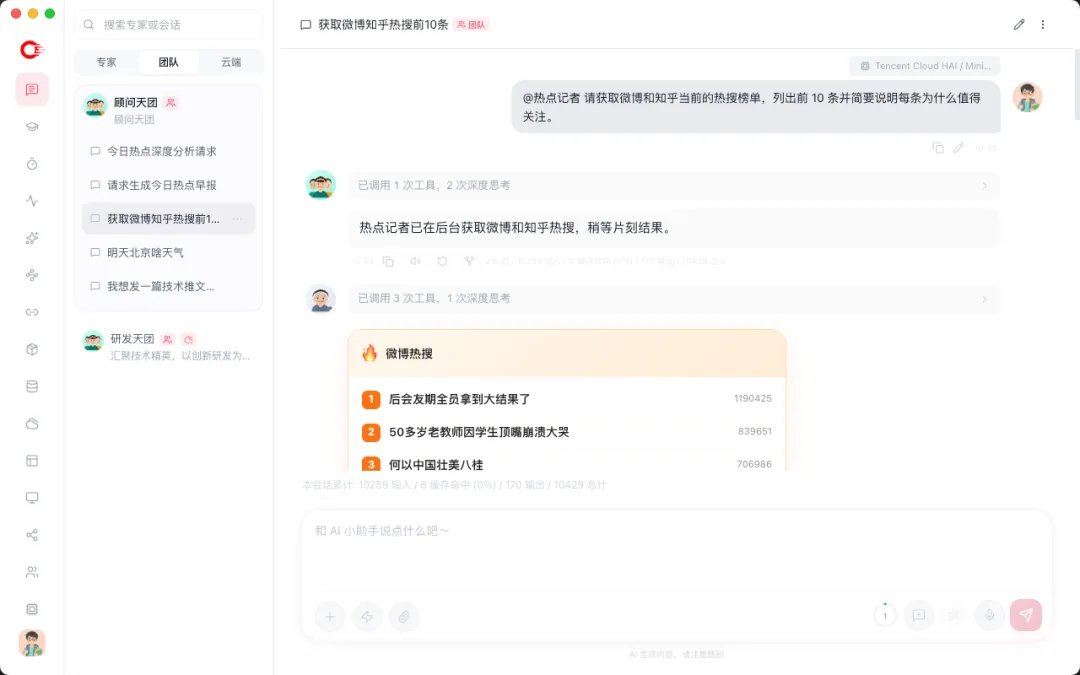 搜索专家或会话
专家
团队
云端
顾问天团
顾问天团
今日热点深度分析请求
请求生成今日热点早报
获取微博知乎热搜前1...
明天北京啥天气
我想发一篇技术推文...
研发天团
汇聚技术精英，以创新研发为...
获取微博知乎热搜前10条 团队
Tencent Cloud HAI / Mini...
@热点记者 请获取微博和知乎当前的热搜榜单，列出前 10 条并简要说明每条为什么值得
关注。
已调用 1 次工具，2 次深度思考
热点记者已在后台获取微博和知乎热搜，稍等片刻结果。
已调用 3 次工具，1 次深度思考
微博热搜
1 后会友期全员拿到大结果了 1190425
2 50多岁老教师因学生顶嘴崩溃大哭 839651
3 何以中国壮美八桂 706986
本会话累计: 10259 输入 / 8 缓存命中 (0%) / 170 输出 / 10429 总计
和 AI 小助手说点什么吧～
1
AI 生成内容，请注意甄别